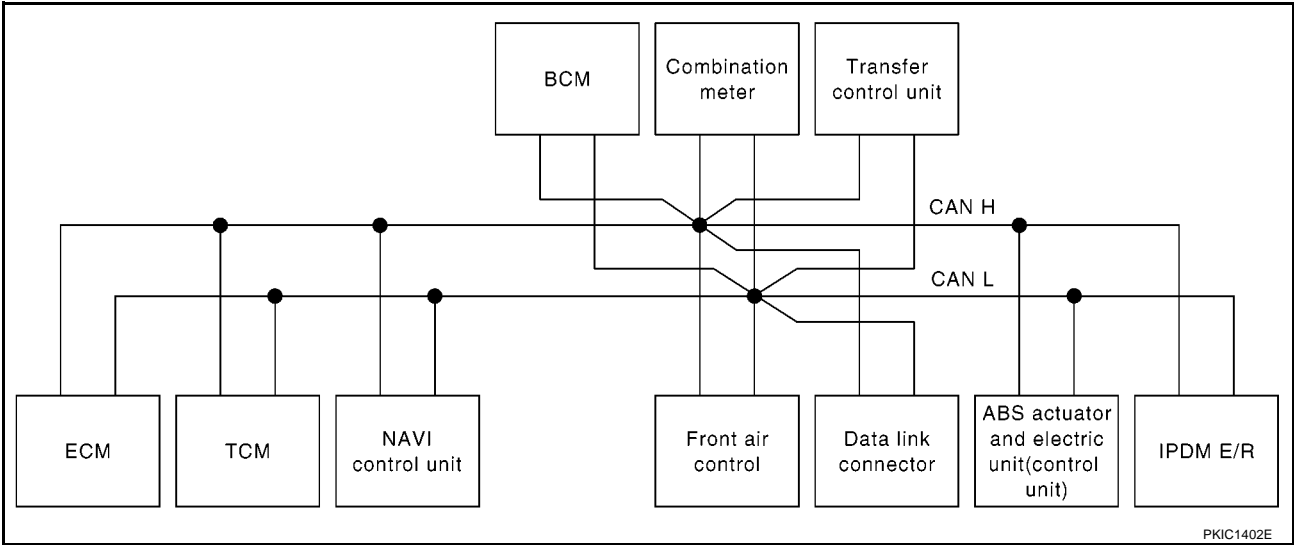 BCM
Combination
meter
Transfer
control unit
CAN H
CAN L
ECM
TCM
NAVI
control unit
Front air
control
Data link
connector
ABS actuator
and electric
unit(control
unit)
IPDM E/R
PKIC1402E